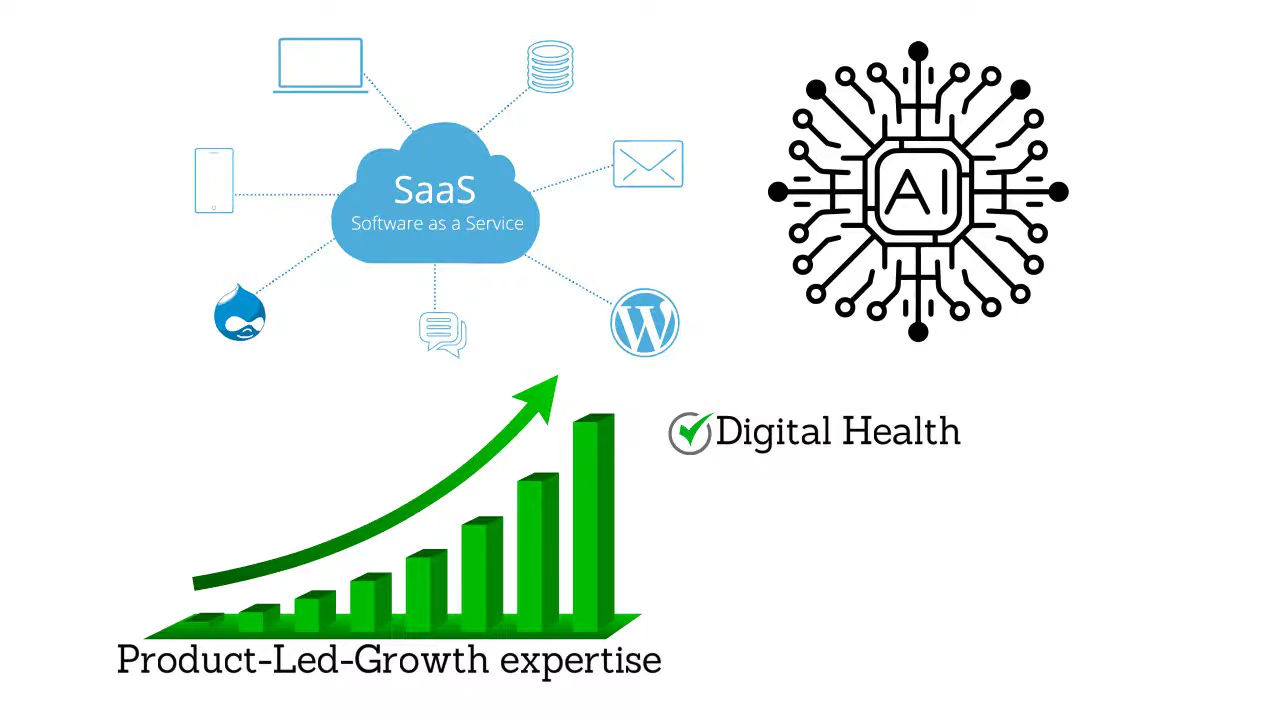 SaaS
Software as a Service
AI
W
Digital Health
Product-Led-Growth expertise